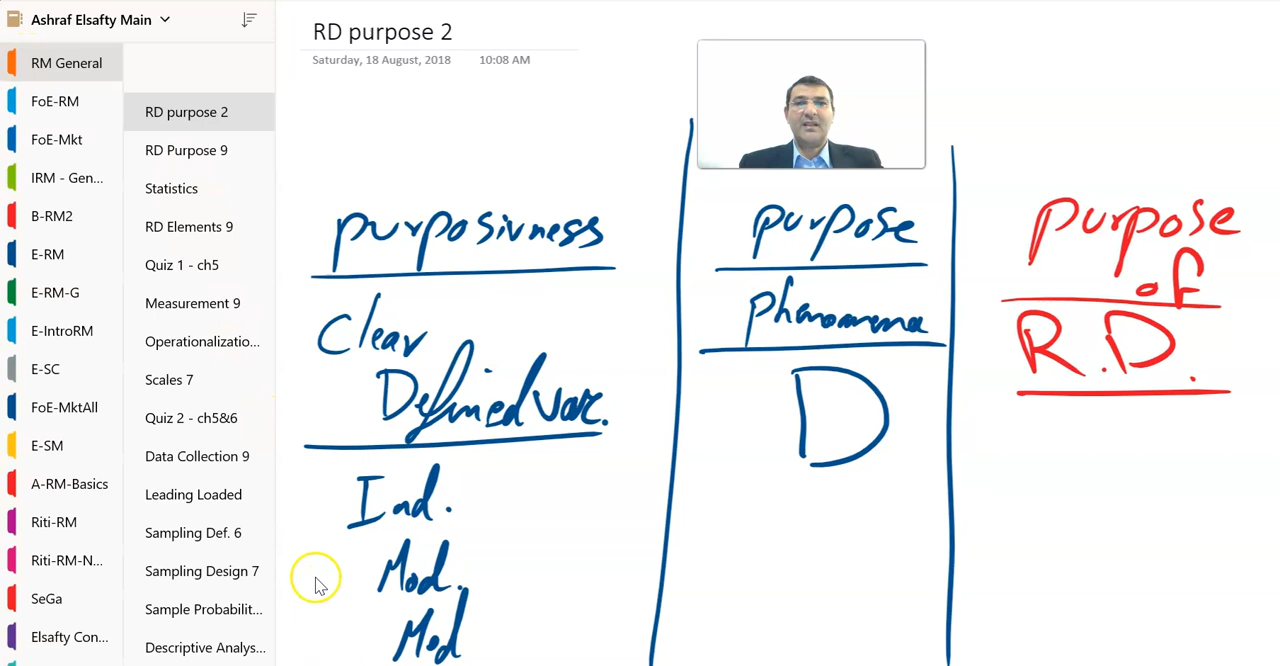 Ashraf Elsafty Main
RM General
FoE-RM
FoE-Mkt
IRM - Gen...
B-RM2
E-RM
E-RM-G
E-IntroRM
E-SC
FoE-MktAll
E-SM
A-RM-Basics
Riti-RM
Riti-RM-N...
SeGa
Elsafty Con...
RD purpose 2
RD Purpose 9
Statistics
RD Elements 9
Quiz 1 - ch5
Measurement 9
Operationalizatio...
Scales 7
Quiz 2 - ch5&6
Data Collection 9
Leading Loaded
Sampling Def. 6
Sampling Design 7
Sample Probabilit...
Descriptive Analys...
RD purpose 2
Saturday, 18 August, 2018 10:08 AM
purposivness
Clear
Defined var.
Ind.
Mod.
Med
purpose
phenomena
D
purpose
of
R.D.